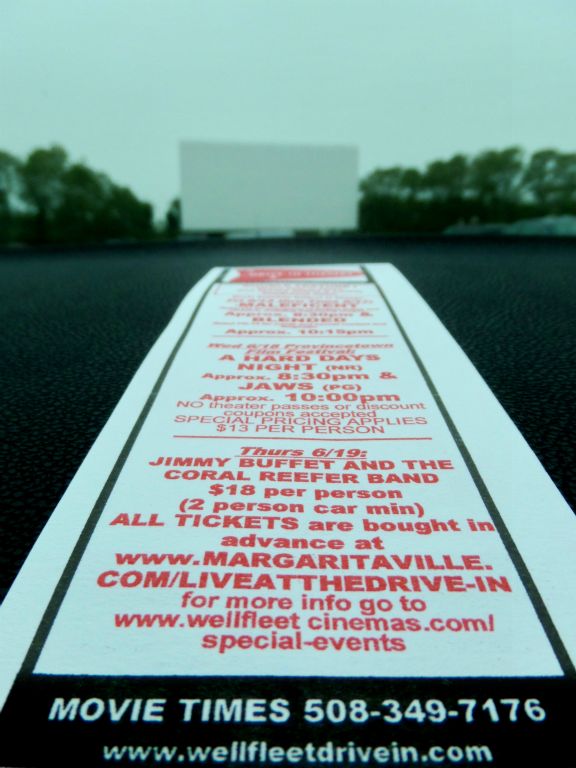 MALEFICENT
Approx. 8:30pm &
BLENDED
Approx. 10:15pm
Wed 6/18 Provincetown
Film Festival:
A HARD DAYS
NIGHT (NR)
Approx. 8:30pm &
JAWS (PG)
Approx. 10:00pm
NO theater passes or discount
coupons accepted
SPECIAL PRICING APPLIES
$13 PER PERSON
Thurs 6/19:
JIMMY BUFFET AND THE
CORAL REEFER BAND
$18 per person
(2 person car min)
ALL TICKETS are bought in
advance at
www.MARGARITAVILLE.
COM/LIVEATTHEDRIVE-IN
for more info go to
www.wellfleet cinemas.com/
special-events
MOVIE TIMES 508-349-7176
www.wellfleetdrivein.com